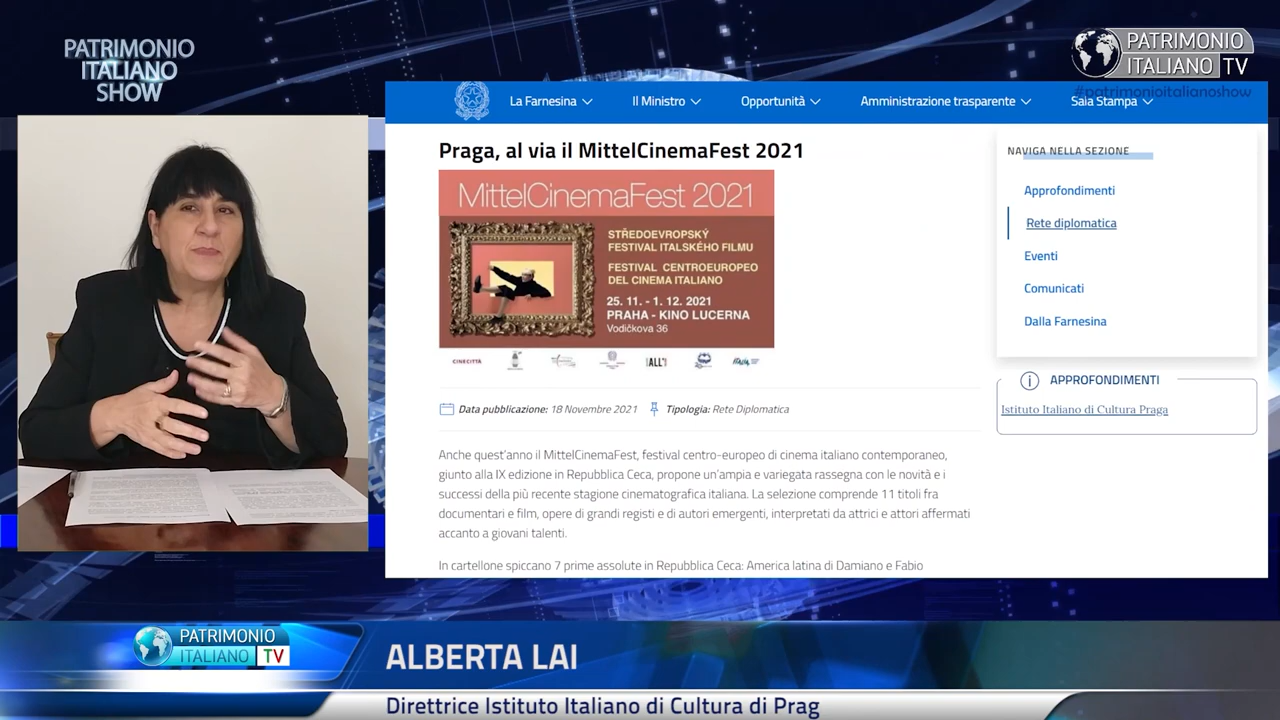 PATRIMONIO
ITALIANO
SHOW
PATRIMONIO
ITALIANO TV
#patrimonioitalianoshow
La Farnesina
Il Ministro
Opportunità
Amministrazione trasparente
Sala Stampa
Praga, al via il MittelCinemaFest 2021
MittelCinemaFest 2021
STŘEDOEVROPSKÝ
FESTIVAL ITALSKÉHO FILMU
FESTIVAL CENTROEUROPEO
DEL CINEMA ITALIANO
25. 11. - 1. 12. 2021
PRAHA - KINO LUCERNA
Vodičkova 36
CINECITTÀ
Data pubblicazione: 18 Novembre 2021
Tipologia: Rete Diplomatica
Anche quest'anno il MittelCinemaFest, festival centro-europeo di cinema italiano contemporaneo,
giunto alla IX edizione in Repubblica Ceca, propone un'ampia e variegata rassegna con le novità e i
successi della più recente stagione cinematografica italiana. La selezione comprende 11 titoli fra
documentari e film, opere di grandi registi e di autori emergenti, interpretati da attrici e attori affermati
accanto a giovani talenti.
In cartellone spiccano 7 prime assolute in Repubblica Ceca: America latina di Damiano e Fabio
NAVIGA NELLA SEZIONE
Approfondimenti
Rete diplomatica
Eventi
Comunicati
Dalla Farnesina
APPROFONDIMENTI
Istituto Italiano di Cultura Praga
PATRIMONIO
ITALIANO TV
ALBERTA LAI
Direttrice Istituto Italiano di Cultura di Prag